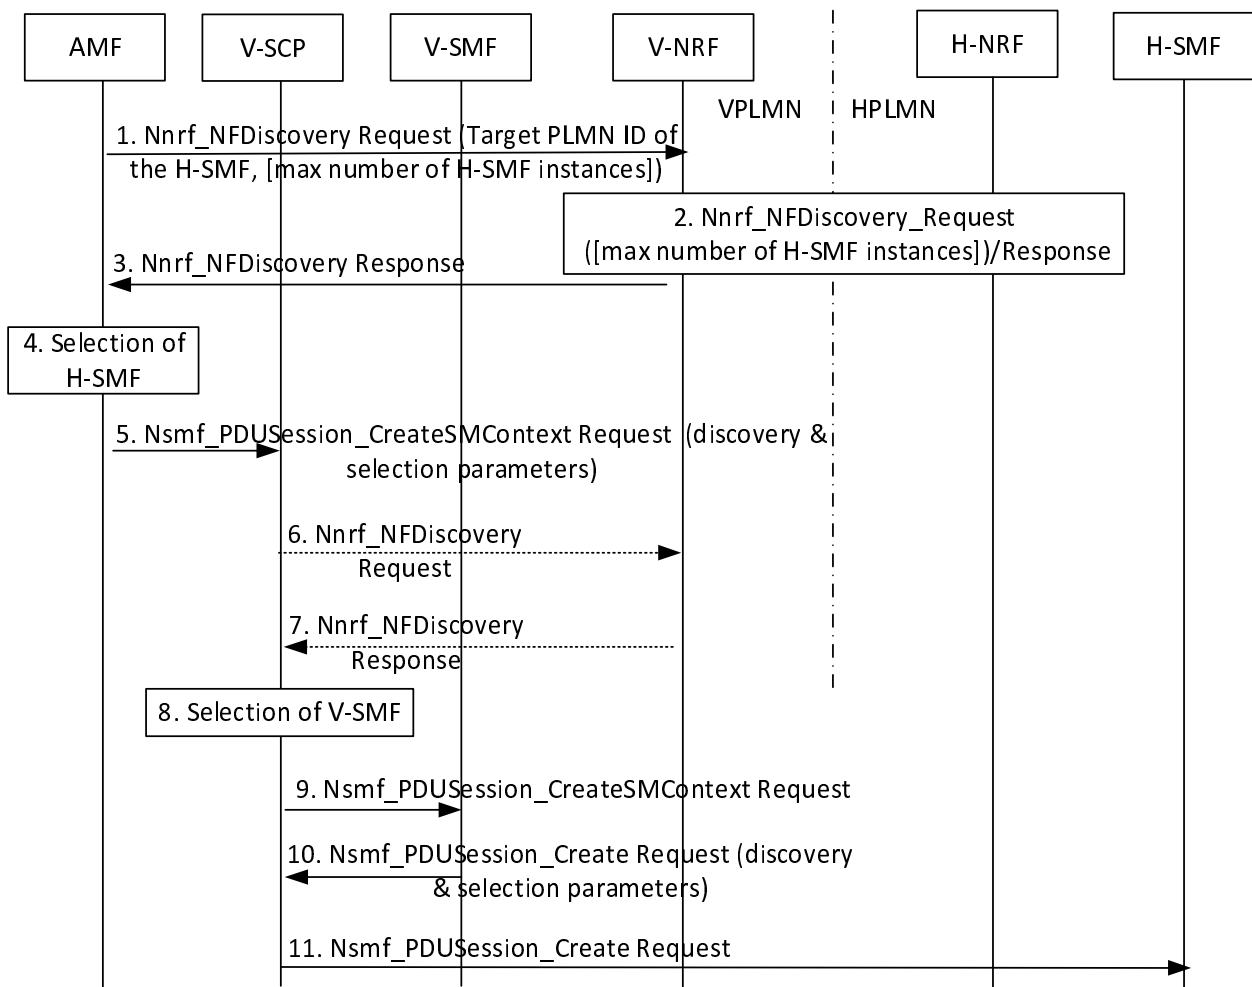 AMF
V-SCP
V-SMF
V-NRF
H-NRF
H-SMF
VPLMN
HPLMN
1. Nnrf_NFDiscovery Request (Target PLMN ID of
the H-SMF, [max number of H-SMF instances])
2. Nnrf_NFDiscovery_Request
([max number of H-SMF instances])/Response
3. Nnrf_NFDiscovery Response
4. Selection of
H-SMF
5. Nsmf_PDUSession_CreateSMContext Request (discovery &
selection parameters)
6. Nnrf_NFDiscovery
Request
7. Nnrf_NFDiscovery
Response
8. Selection of V-SMF
9. Nsmf_PDUSession_CreateSMContext Request
10. Nsmf_PDUSession_Create Request (discovery
& selection parameters)
11. Nsmf_PDUSession_Create Request